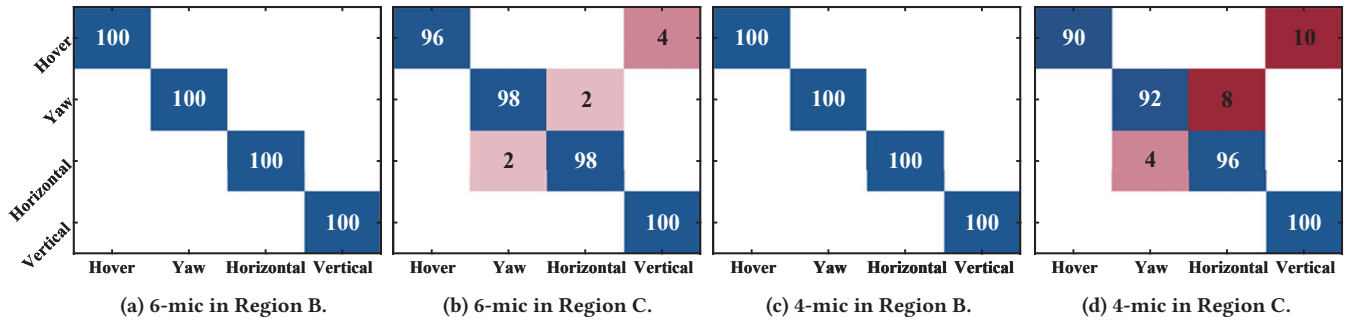 Hover 100 96 4 100 90 10
Yaw 100 98 2 100 92 8
Horizontal 100 2 98 100 4 96
Vertical 100 100 100 100
Hover Yaw Horizontal Vertical Hover Yaw Horizontal Vertical Hover Yaw Horizontal Vertical Hover Yaw Horizontal Vertical
(a) 6-mic in Region B. (b) 6-mic in Region C. (c) 4-mic in Region B. (d) 4-mic in Region C.